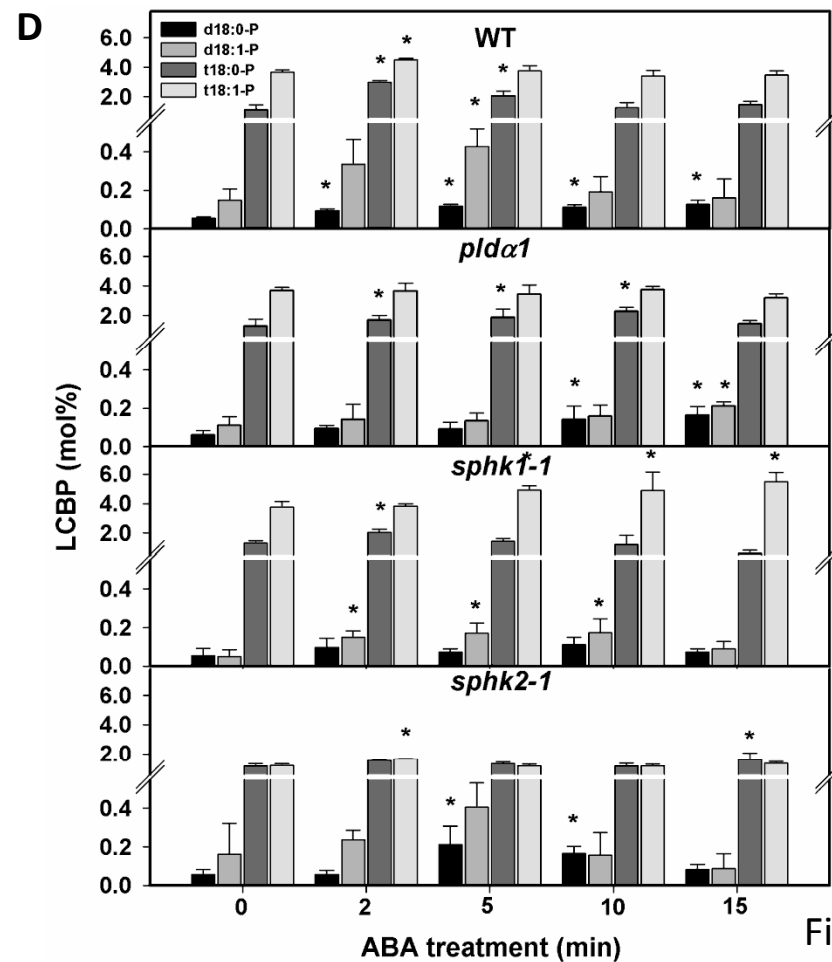 D
d18:0-P
d18:1-P
t18:0-P
t18:1-P
WT
6.0
4.0
2.0
0.4
0.2
0.0
* * *
* * *
* *
pldα1
6.0
4.0
2.0
0.4
0.2
0.0
* * *
* * *
sphk1-1
6.0
4.0
2.0
0.4
0.2
0.0
* * * *
* * *
sphk2-1
6.0
4.0
2.0
0.4
0.2
0.0
* *
* *
LCBP (mol%)
0 2 5 10 15
ABA treatment (min)
Fi